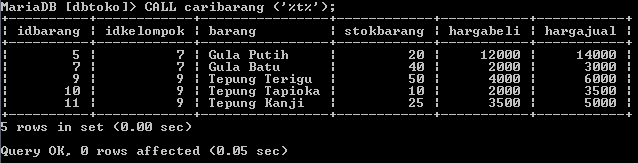 MariaDB [dbtoko]> CALL caribarang ('%t%');
+----------+------------+----------------+------------+-----------+-----------+
| idbarang | idkelompok | barang         | stokbarang | hargabeli | hargajual |
+----------+------------+----------------+------------+-----------+-----------+
|        5 |          7 | Gula Putih     |         20 |     12000 |     14000 |
|        7 |          7 | Gula Batu      |         40 |      2000 |      3000 |
|        9 |          9 | Tepung Terigu  |         50 |      4000 |      6000 |
|       10 |          9 | Tepung Tapioka |         10 |      2000 |      3500 |
|       11 |          9 | Tepung Kanji   |         25 |      3500 |      5000 |
+----------+------------+----------------+------------+-----------+-----------+
5 rows in set (0.00 sec)
Query OK, 0 rows affected (0.05 sec)